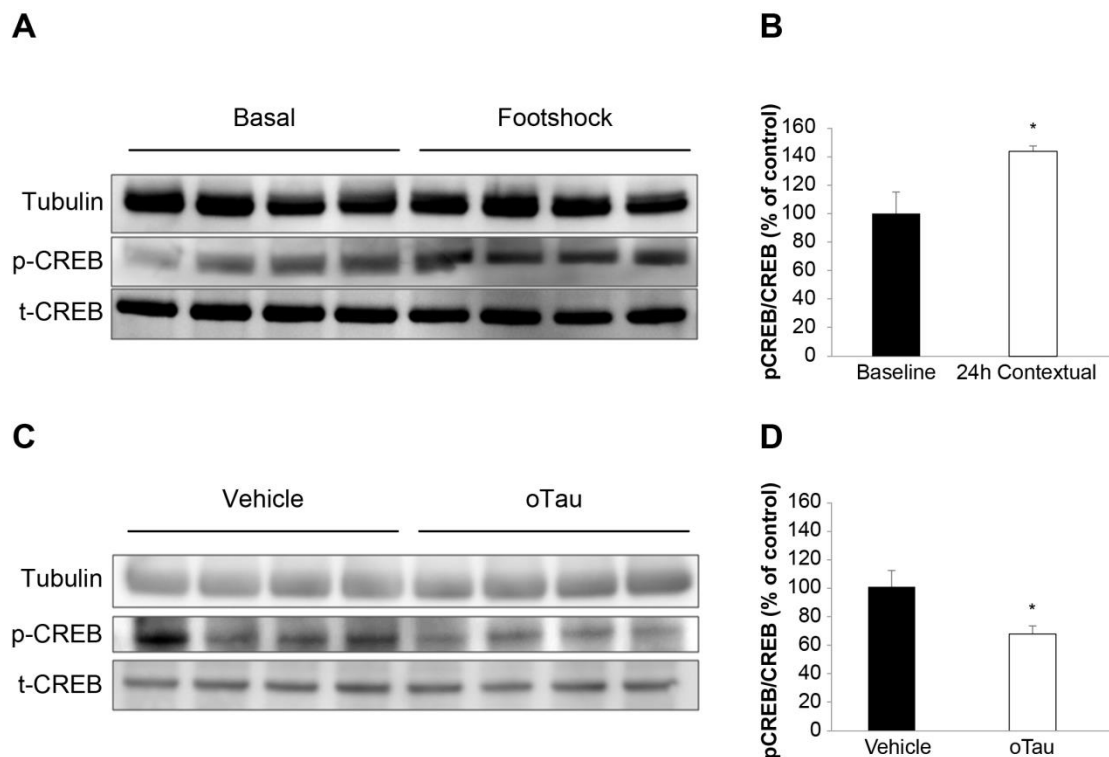 A
Basal Footshock
Tubulin
p-CREB
t-CREB
B
pCREB/CREB (% of control)
160
140
120
100
80
60
40
20
0
*
Baseline 24h Contextual
C
Vehicle oTau
Tubulin
p-CREB
t-CREB
D
pCREB/CREB (% of control)
160
140
120
100
80
60
40
20
0
*
Vehicle oTau